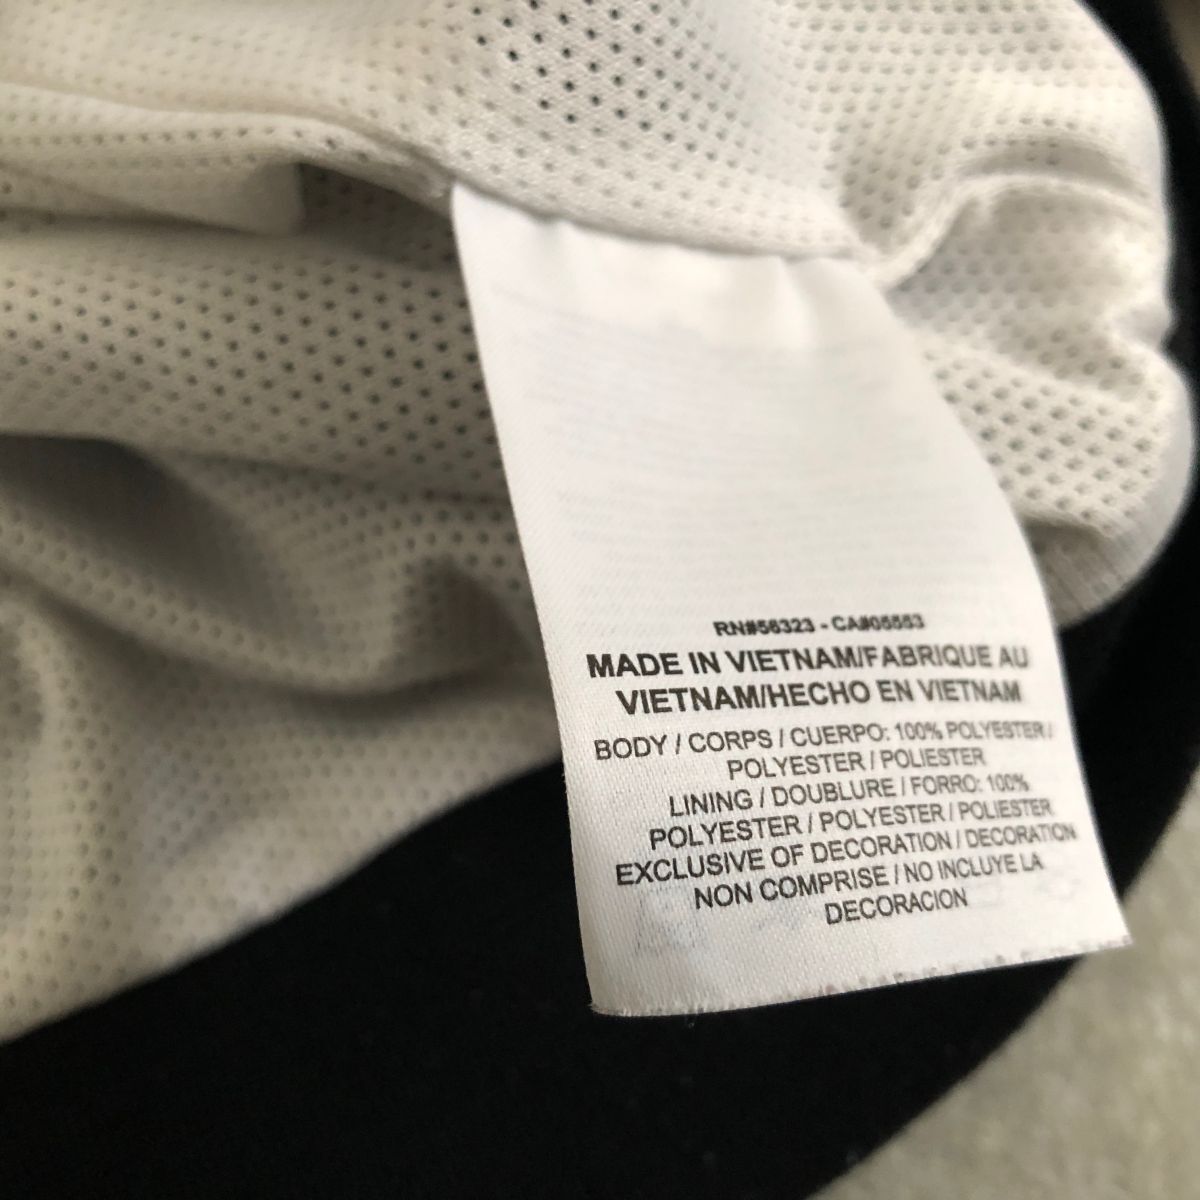 RN#56323 - CA#05553
MADE IN VIETNAM/FABRIQUE AU
VIETNAM/HECHO EN VIETNAM
BODY / CORPS / CUERPO: 100% POLYESTER /
POLYESTER / POLIESTER
LINING / DOUBLURE / FORRO: 100%
POLYESTER / POLYESTER / POLIESTER
EXCLUSIVE OF DECORATION / DECORATION
NON COMPRISE / NO INCLUYE LA
DECORACION